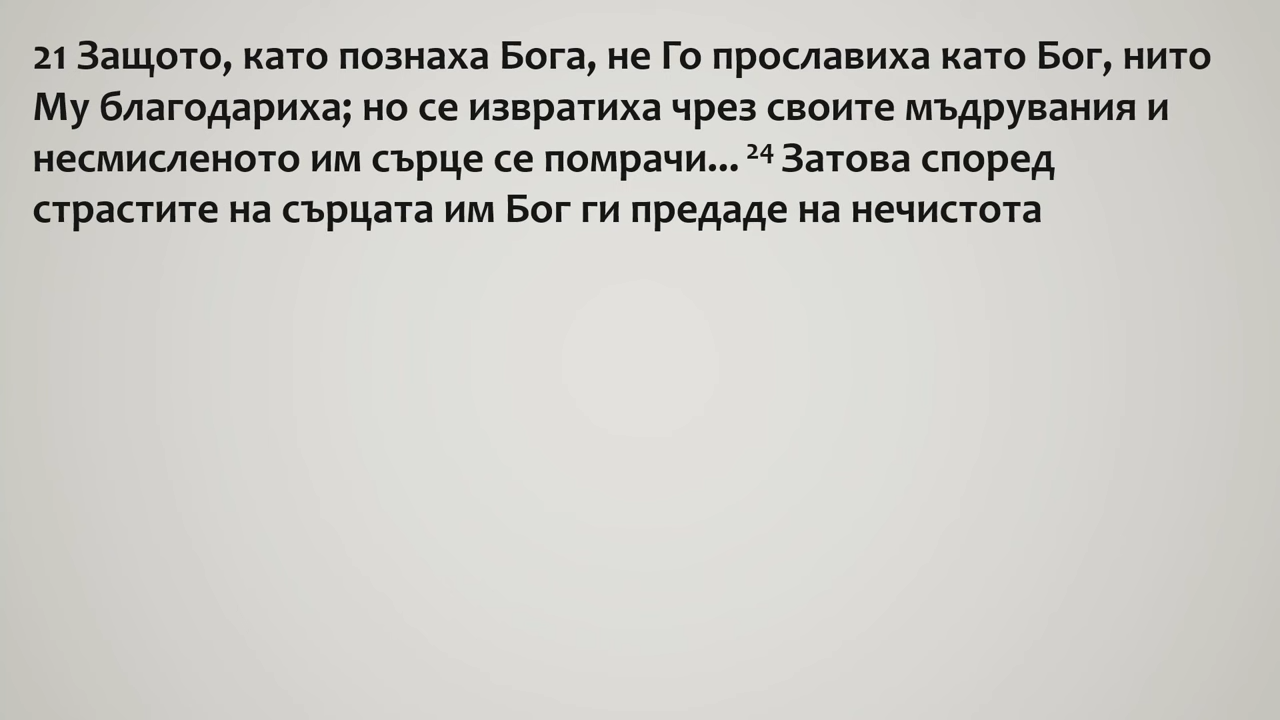 21 Защото, като познаха Бога, не Го прославиха като Бог, нито
Му благодариха; но се извратиха чрез своите мъдрувания и
несмисленото им сърце се помрачи... 24 Затова според
страстите на сърцата им Бог ги предаде на нечистота